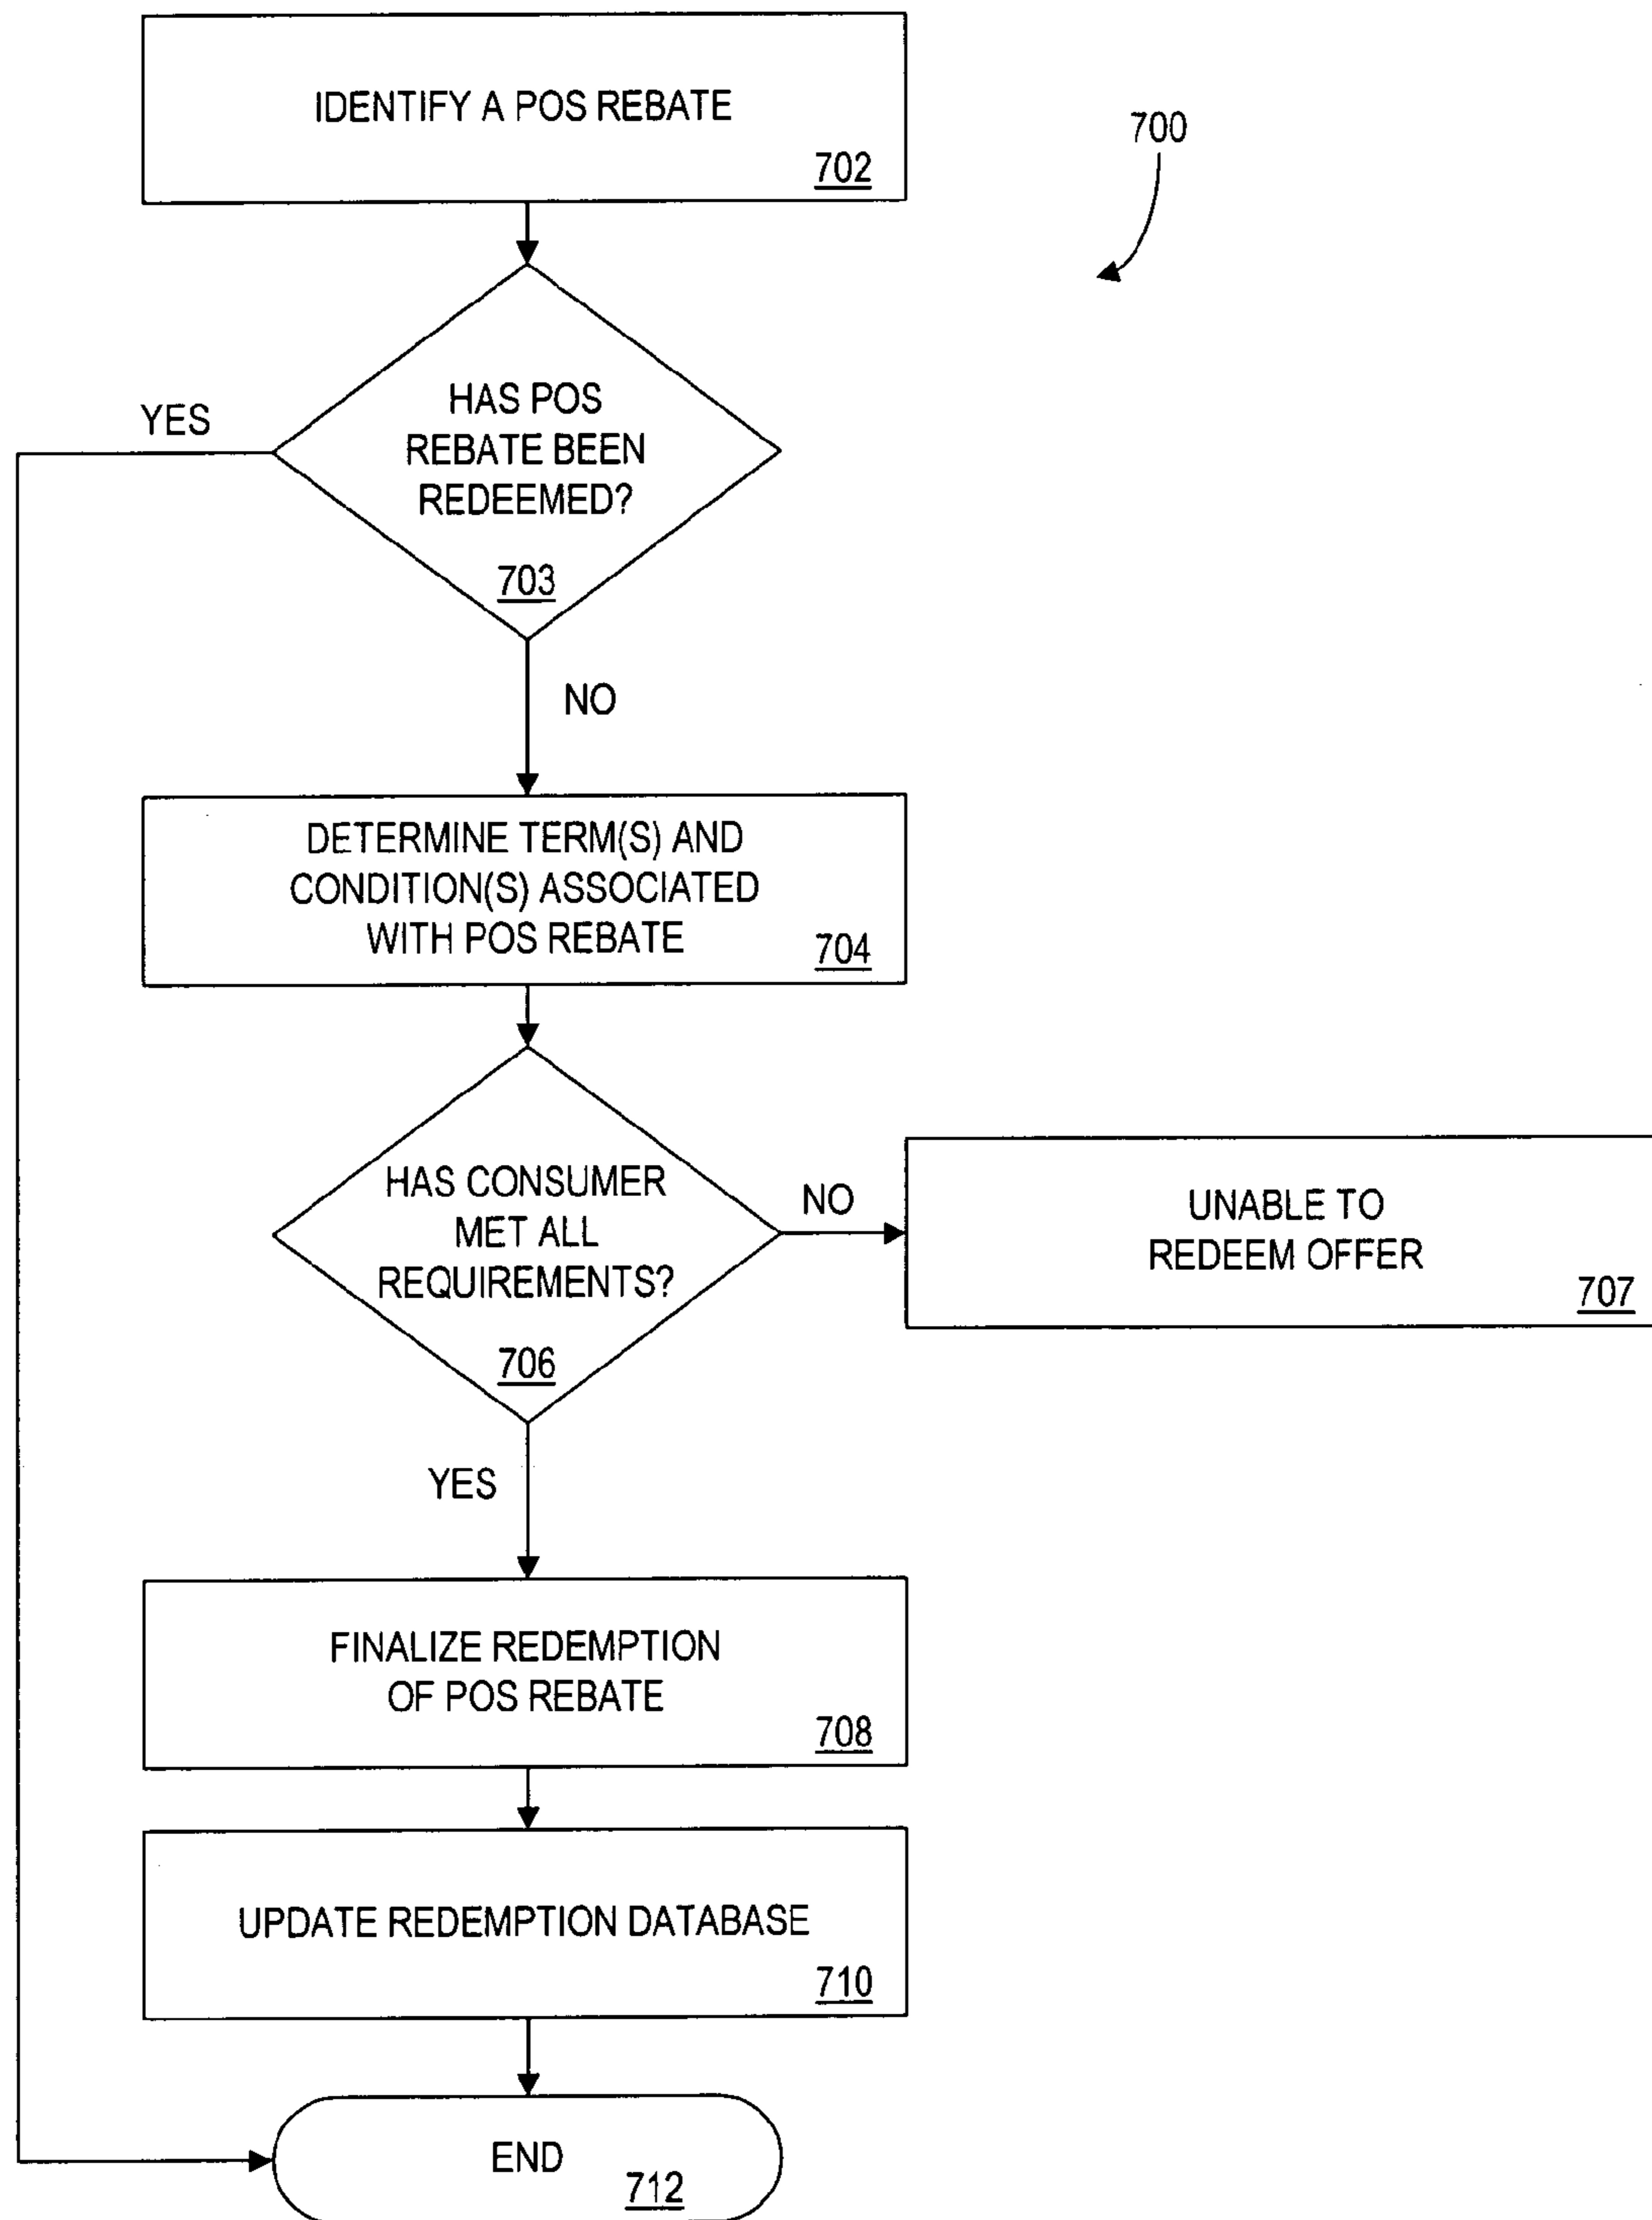 IDENTIFY A POS REBATE
702
700
HAS POS
REBATE BEEN
REDEEMED?
703
YES
NO
DETERMINE TERM(S) AND
CONDITION(S) ASSOCIATED
WITH POS REBATE
704
HAS CONSUMER
MET ALL
REQUIREMENTS?
706
NO
UNABLE TO
REDEEM OFFER
707
YES
FINALIZE REDEMPTION
OF POS REBATE
708
UPDATE REDEMPTION DATABASE
710
END
712